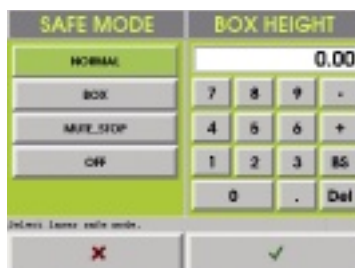 SAFE MODE
BOX HEIGHT
NORMAL
0.00
BOX
7 8 9 -
MUTE_STOP
4 5 6 +
OFF
1 2 3 BS
0 . Del
Select laser safe mode.